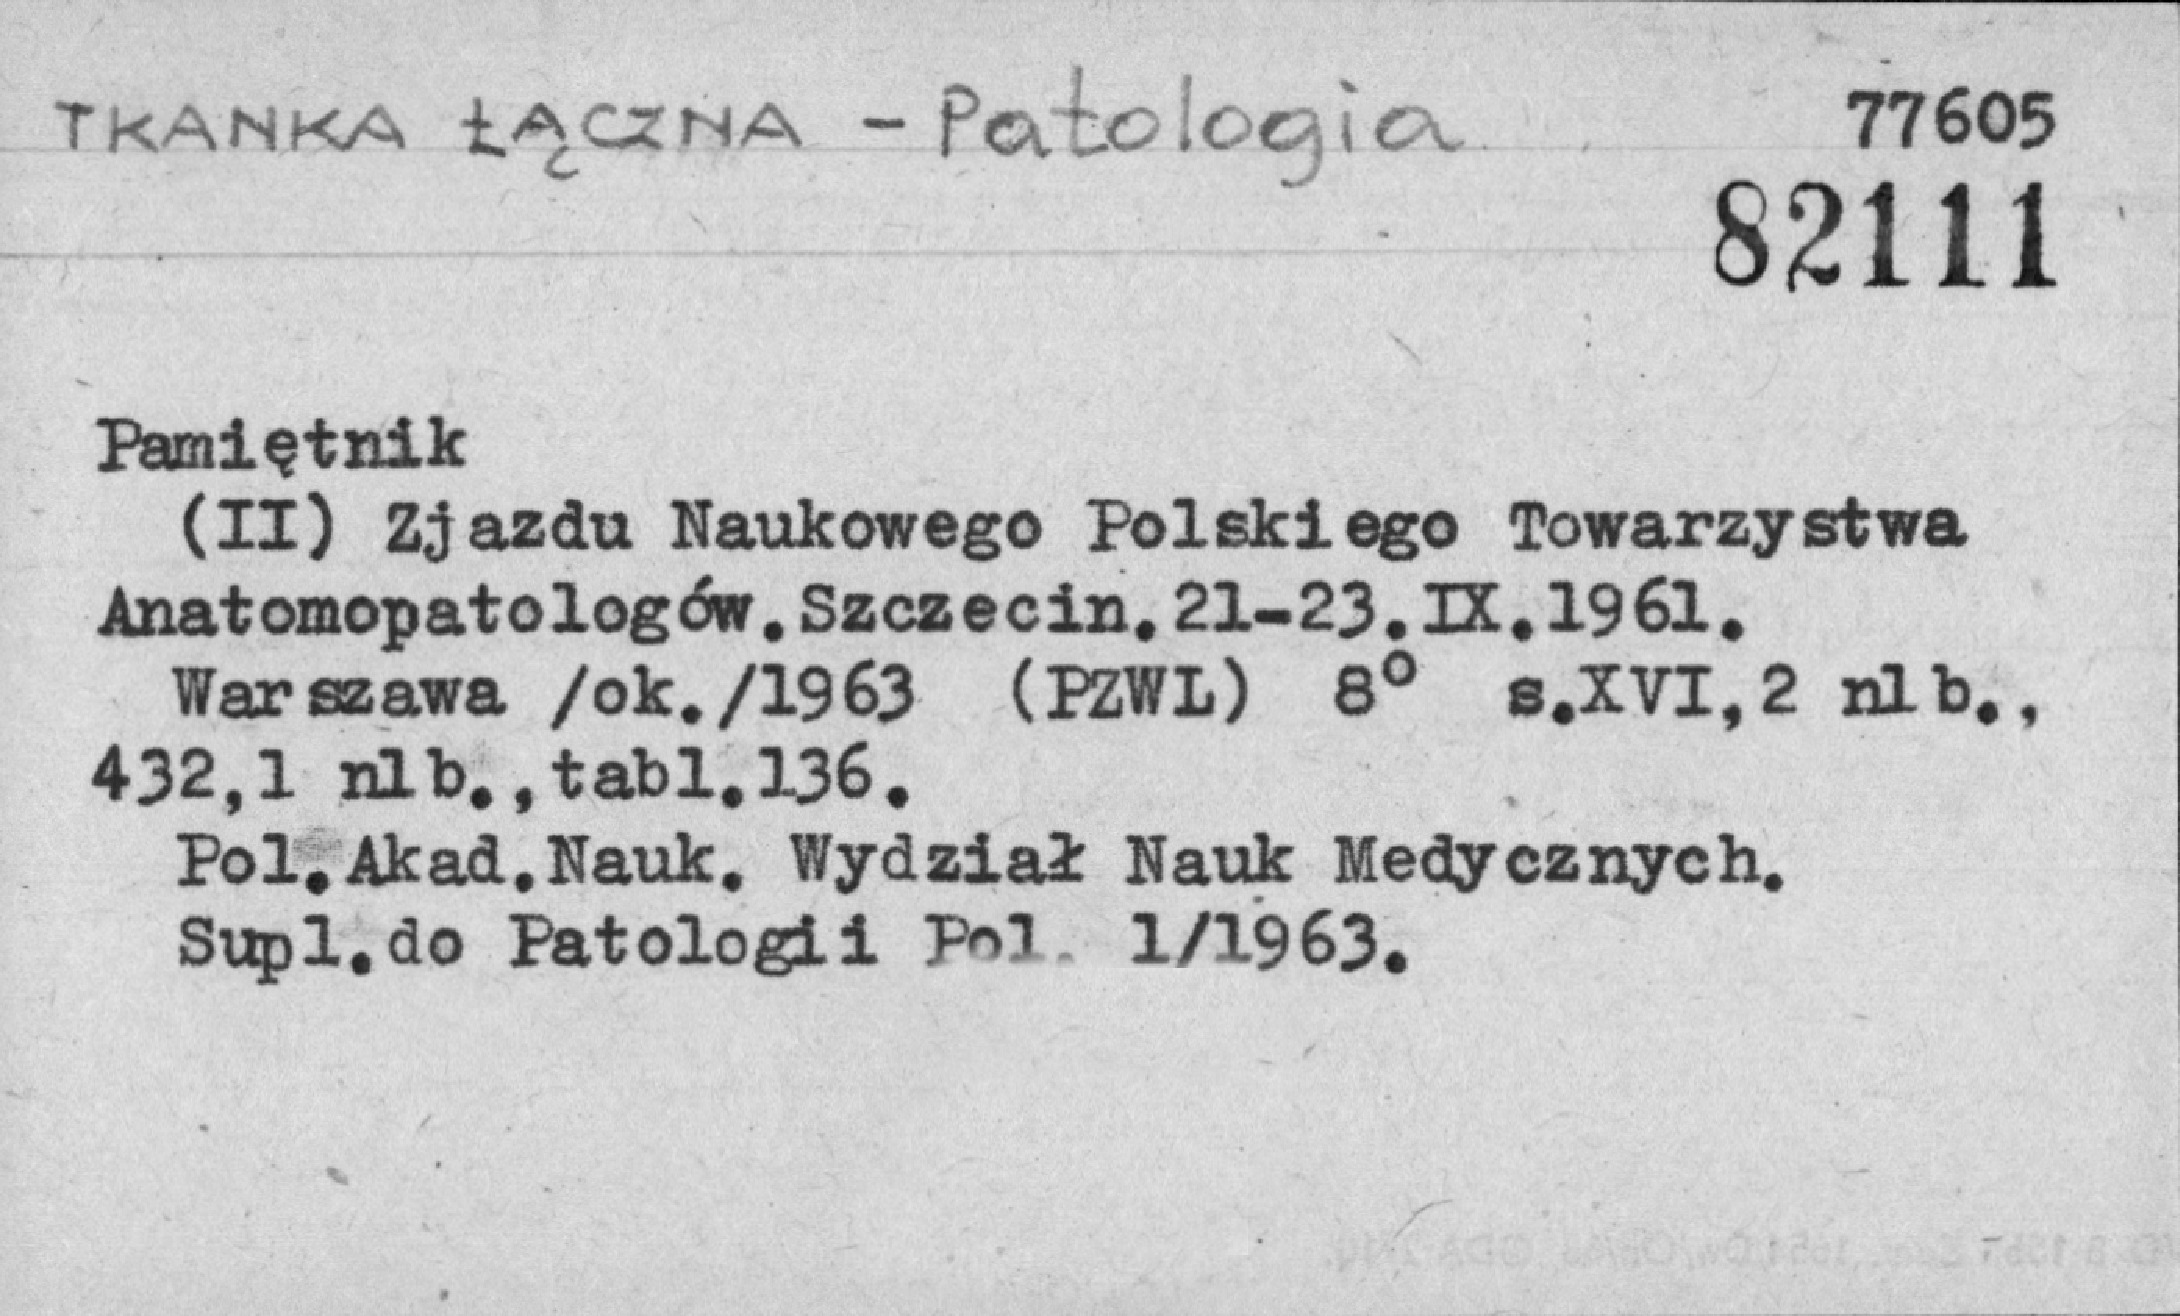 TKANKA ŁĄCZNA - Patologia
77605
82111
Pamiętnik
(II) Zjazdu Naukowego Polskiego Towarzystwa
Anatomopatologów.Szczecin.21-23.IX.1961.
Warszawa /ok./1963 (PZWL) 8° s.XVI,2 nlb.,
432,1 nlb.,tabl.136.
Pol.Akad.Nauk. Wydział Nauk Medycznych.
Supl.do Patologii Pol. 1/1963.